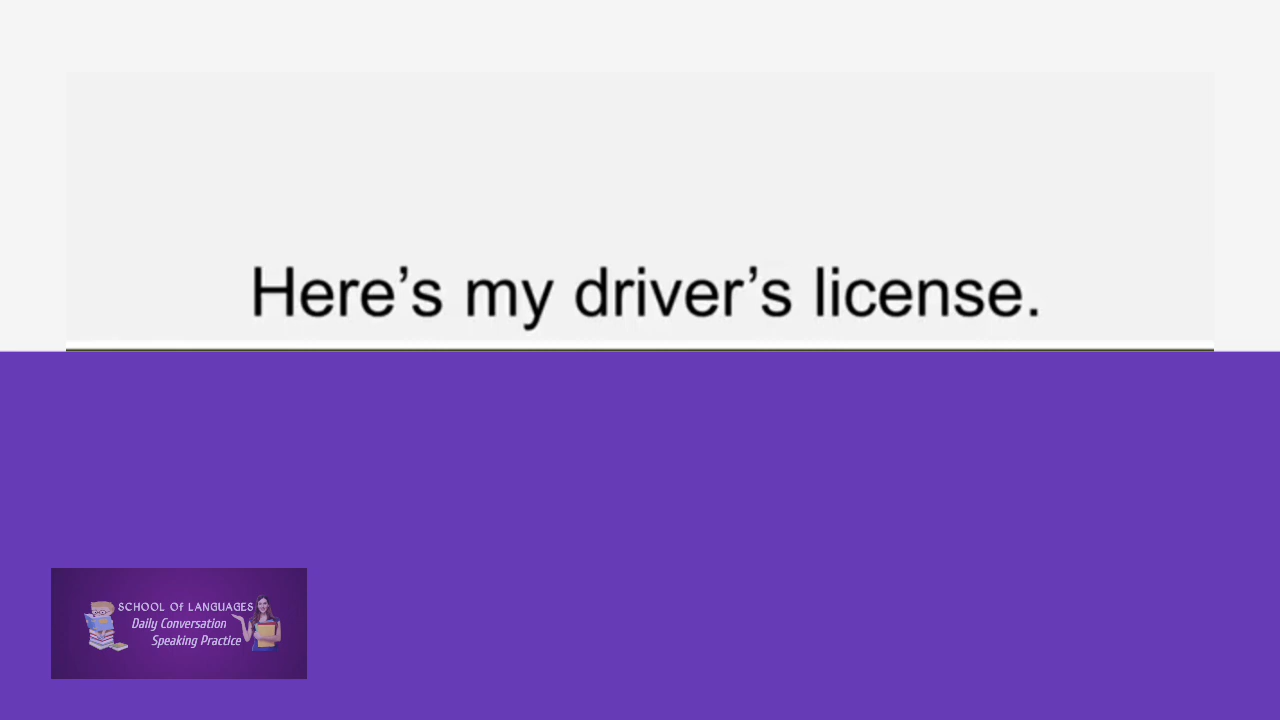 Here’s my driver’s license.
SCHOOL Of LANGUAGES
Daily Conversation
Speaking Practice